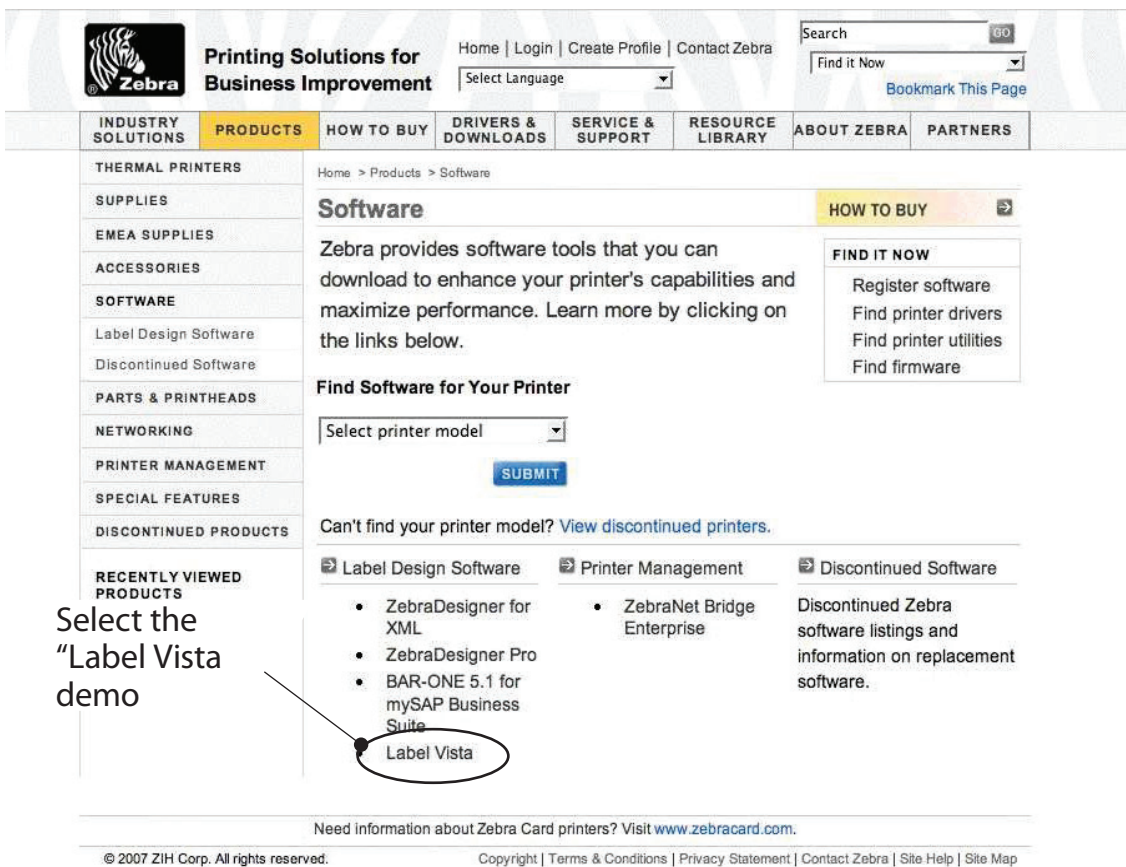 Zebra
®
Printing Solutions for
Business Improvement
Home | Login | Create Profile | Contact Zebra
Select Language
Search
GO
Find it Now
Bookmark This Page
INDUSTRY
SOLUTIONS
PRODUCTS
HOW TO BUY
DRIVERS &
DOWNLOADS
SERVICE &
SUPPORT
RESOURCE
LIBRARY
ABOUT ZEBRA
PARTNERS
THERMAL PRINTERS
SUPPLIES
EMEA SUPPLIES
ACCESSORIES
SOFTWARE
Label Design Software
Discontinued Software
PARTS & PRINTHEADS
NETWORKING
PRINTER MANAGEMENT
SPECIAL FEATURES
DISCONTINUED PRODUCTS
RECENTLY VIEWED
PRODUCTS
Select the
“Label Vista
demo
Home > Products > Software
Software
Zebra provides software tools that you can
download to enhance your printer's capabilities and
maximize performance. Learn more by clicking on
the links below.
Find Software for Your Printer
Select printer model
SUBMIT
Can't find your printer model? View discontinued printers.
HOW TO BUY
FIND IT NOW
Register software
Find printer drivers
Find printer utilities
Find firmware
Label Design Software
• ZebraDesigner for
XML
• ZebraDesigner Pro
• BAR-ONE 5.1 for
mySAP Business
Suite
• Label Vista
Printer Management
• ZebraNet Bridge
Enterprise
Discontinued Software
Discontinued Zebra
software listings and
information on replacement
software.
Need information about Zebra Card printers? Visit www.zebracard.com.
© 2007 ZIH Corp. All rights reserved.
Copyright | Terms & Conditions | Privacy Statement | Contact Zebra | Site Help | Site Map